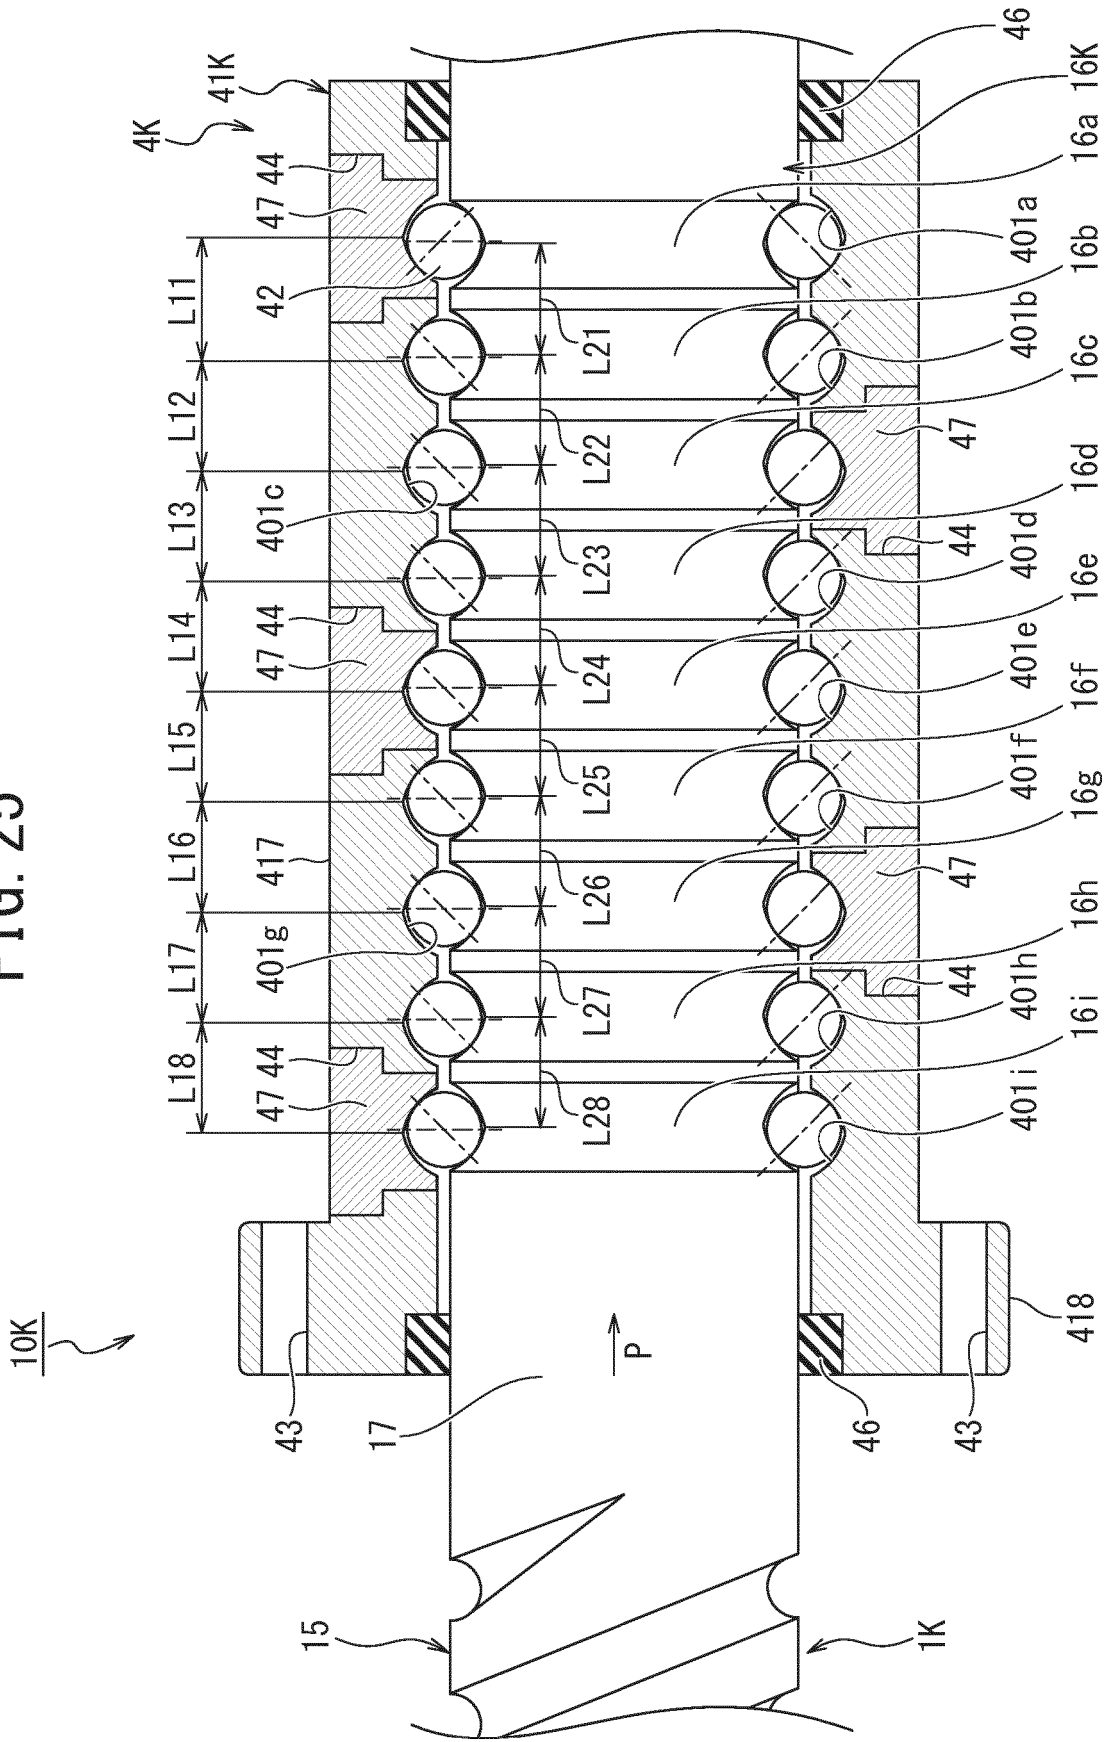 FIG. 25
10K
4K
41K
L18 L17 L16 L15 L14 L13 L12 L11
417
47 44 47 44 42 47 44
43
401g 401c
17
L28 L27 L26 L25 L24 L23 L22 L21
P
15
1K
46 46
43
418
44 47 44 47
401i 401h 401f 401e 401d 401b 401a
16i 16h 16g 16f 16e 16d 16c 16b 16a 16K